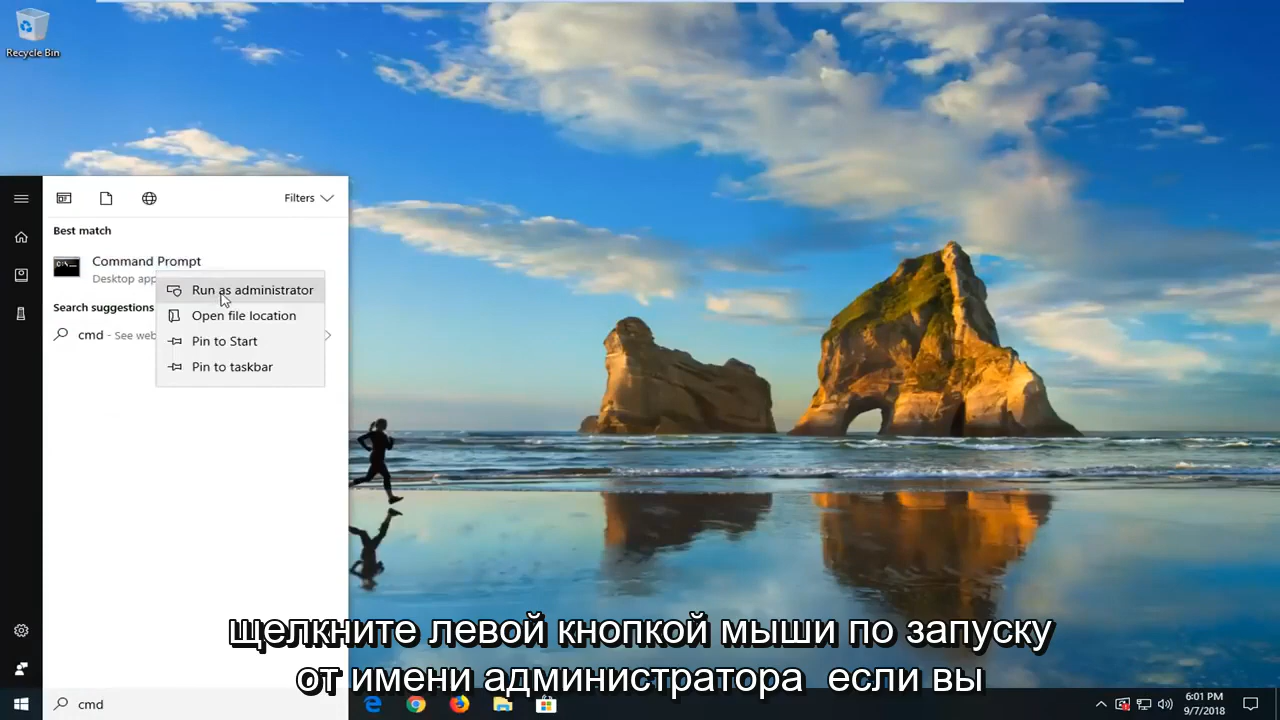 Recycle Bin
Filters
Best match
Command Prompt
Desktop app
Run as administrator
Open file location
Search suggestions
cmd - See web
Pin to Start
Pin to taskbar
щелкните левой кнопкой мыши по запуску
от имени администратора если вы
cmd
6:01 PM
9/7/2018